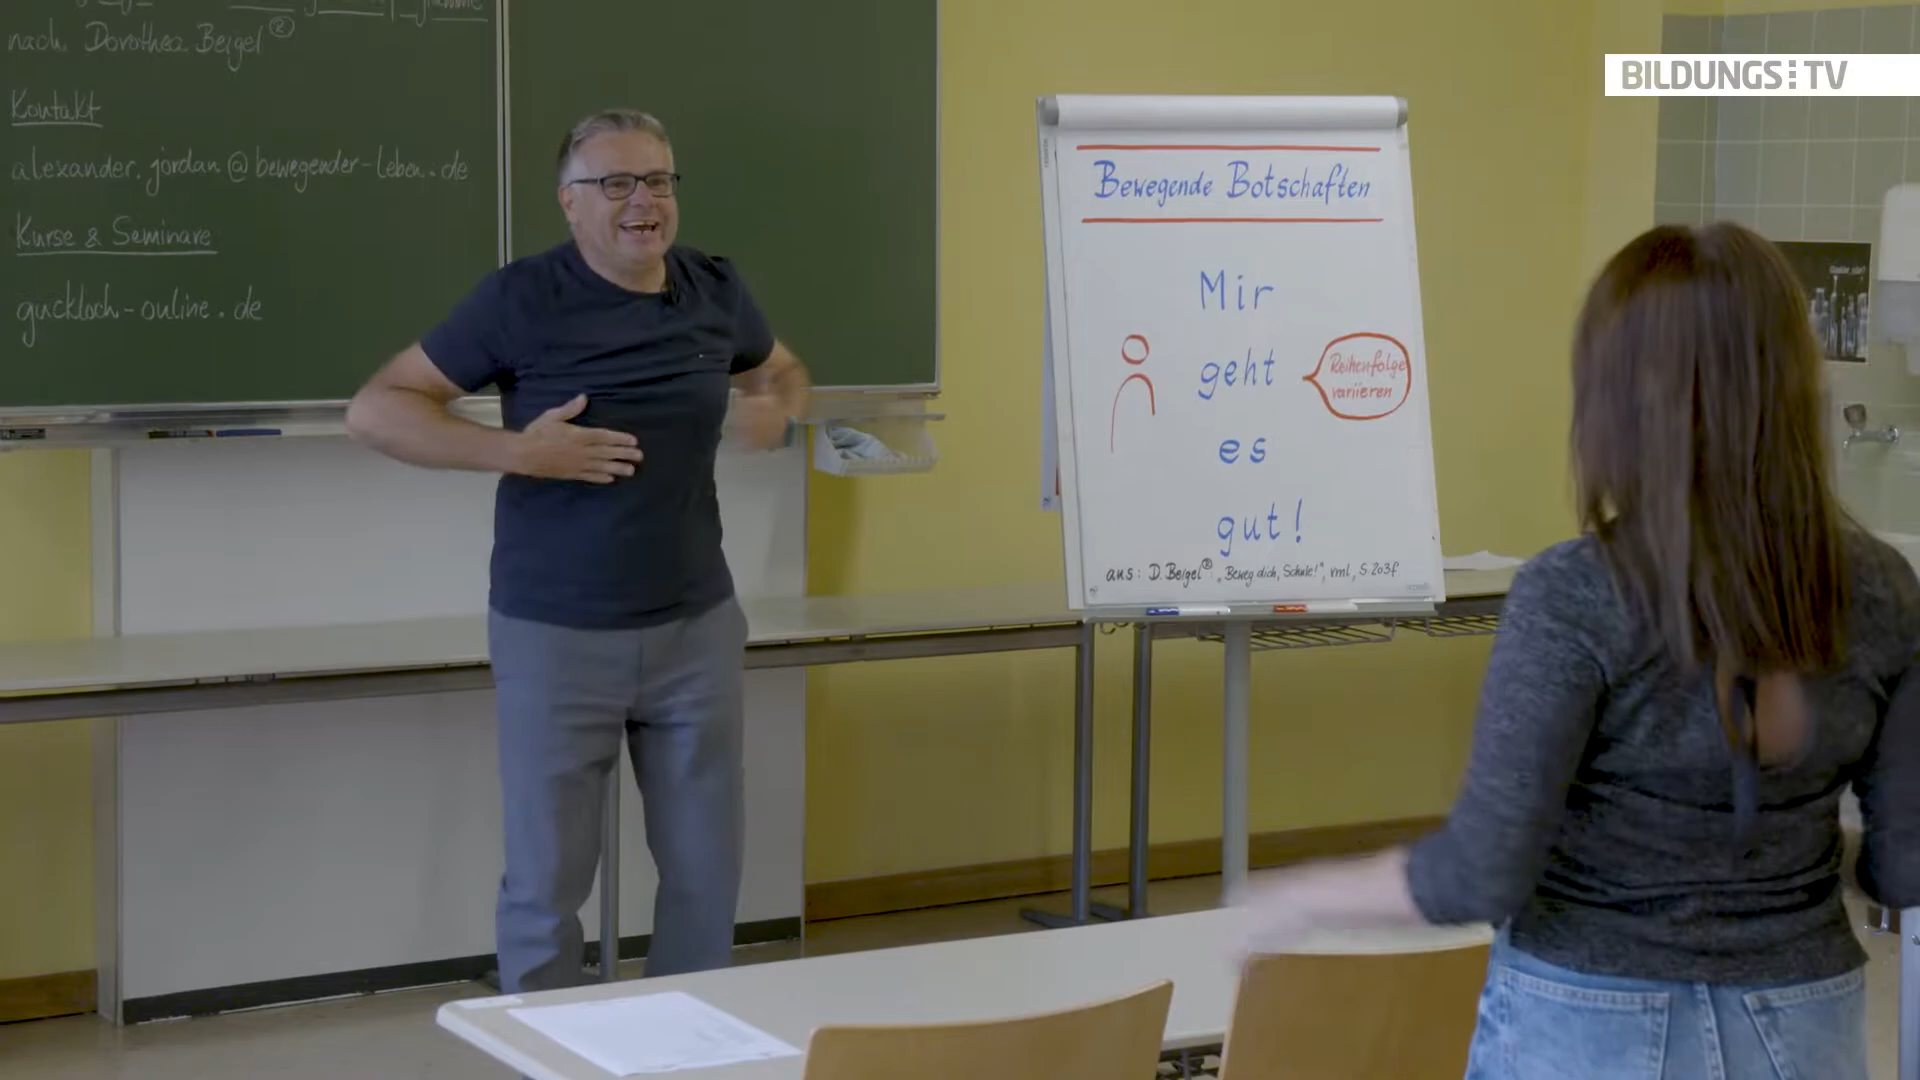 nach Dorothea Beigel®
Kontakt
alexander.jordan@bewegender-leben.de
Kurse & Seminare
guckloch-online.de
BILDUNGS TV
Bewegende Botschaften
Mir
geht
es
gut!
Reihenfolge
variieren
aus: D. Beigel®: „Beweg dich, Schule!", vml, S. 203f